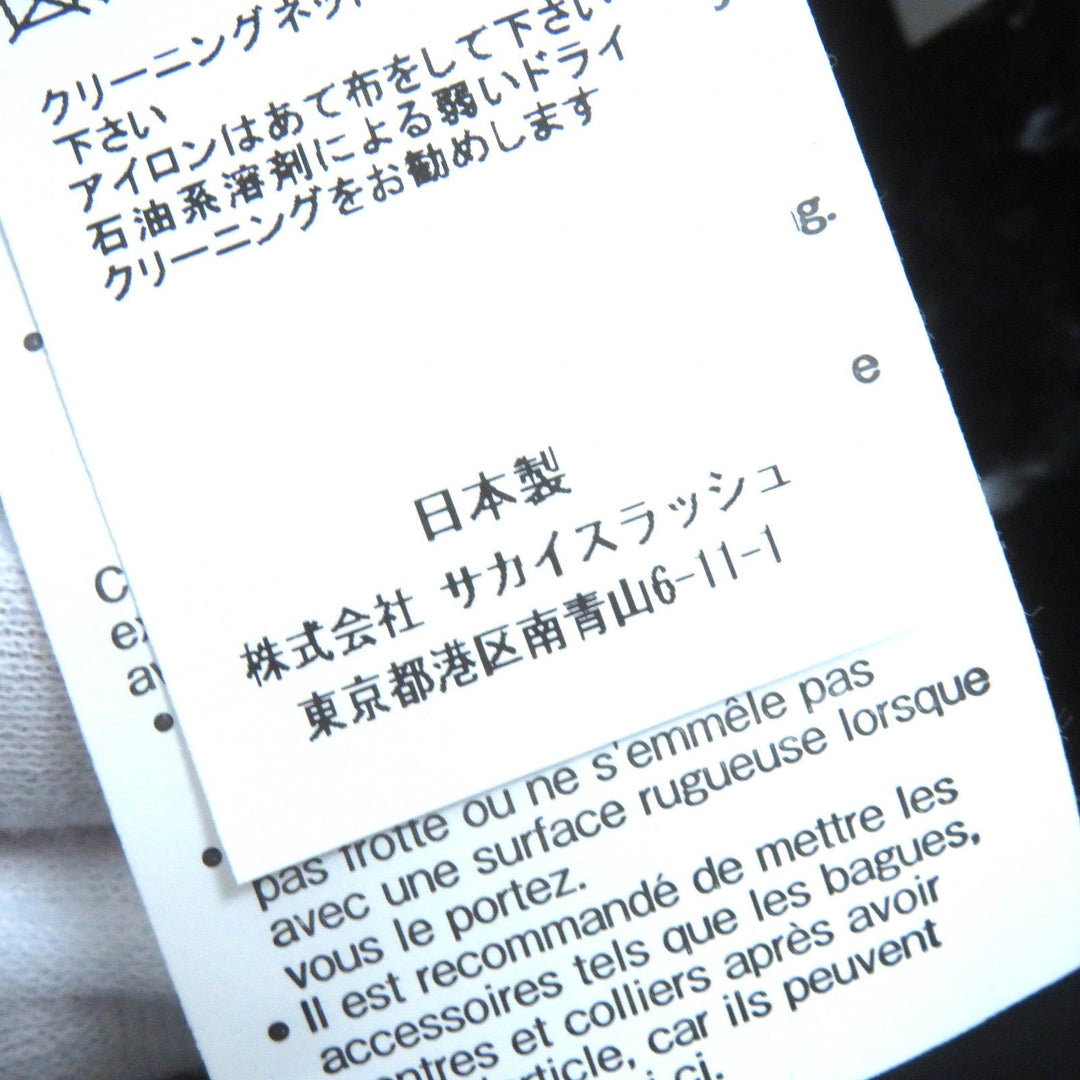 クリーニングネット
下さい
アイロンはあて布をして下さい
石油系溶剤による弱いドライ
クリーニングをお勧めします
g.
e
日本製
株式会社 サカイスラッシュ
東京都港区南青山6-11-1
pas frotte ou ne s'emmêle pas
avec une surface rugueuse lorsque
vous le portez.
• Il est recommandé de mettre les
accessoires tels que les bagues,
et colliers après avoir
car ils peuvent
ci.